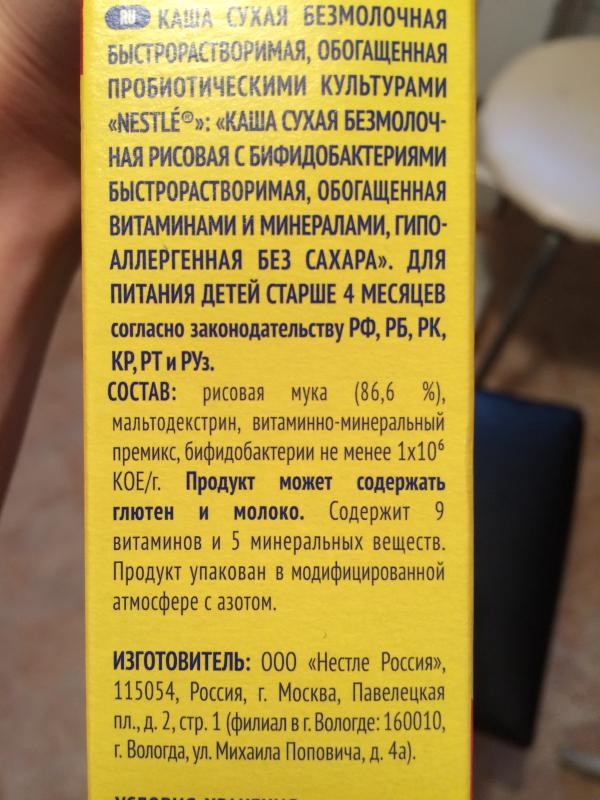 RU КАША СУХАЯ БЕЗМОЛОЧНАЯ
БЫСТРОРАСТВОРИМАЯ, ОБОГАЩЕННАЯ
ПРОБИОТИЧЕСКИМИ КУЛЬТУРАМИ
«NESTLÉ®»: «КАША СУХАЯ БЕЗМОЛОЧ-
НАЯ РИСОВАЯ С БИФИДОБАКТЕРИЯМИ
БЫСТРОРАСТВОРИМАЯ, ОБОГАЩЕННАЯ
ВИТАМИНАМИ И МИНЕРАЛАМИ, ГИПО-
АЛЛЕРГЕННАЯ БЕЗ САХАРА». ДЛЯ
ПИТАНИЯ ДЕТЕЙ СТАРШЕ 4 МЕСЯЦЕВ
согласно законодательству РФ, РБ, РК,
КР, РТ и РУз.
СОСТАВ: рисовая мука (86,6 %),
мальтодекстрин, витаминно-минеральный
премикс, бифидобактерии не менее 1х10⁶
КОЕ/г. Продукт может содержать
глютен и молоко. Содержит 9
витаминов и 5 минеральных веществ.
Продукт упакован в модифицированной
атмосфере с азотом.
ИЗГОТОВИТЕЛЬ: ООО «Нестле Россия»,
115054, Россия, г. Москва, Павелецкая
пл., д. 2, стр. 1 (филиал в г. Вологде: 160010,
г. Вологда, ул. Михаила Поповича, д. 4а).